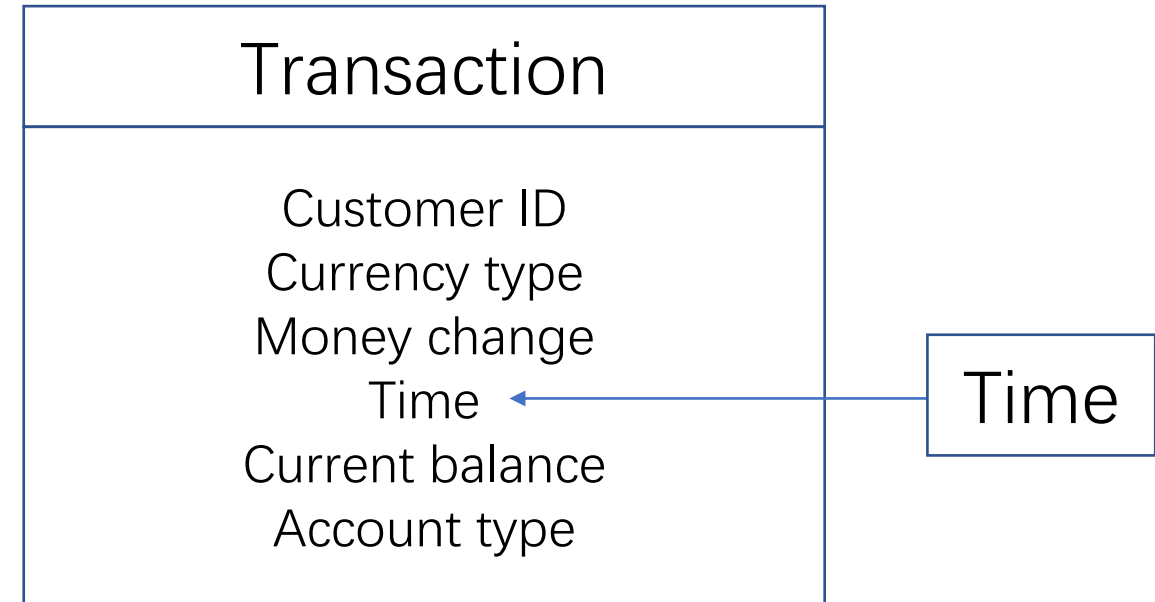 Transaction
Customer ID
Currency type
Money change
Time
Time
Current balance
Account type